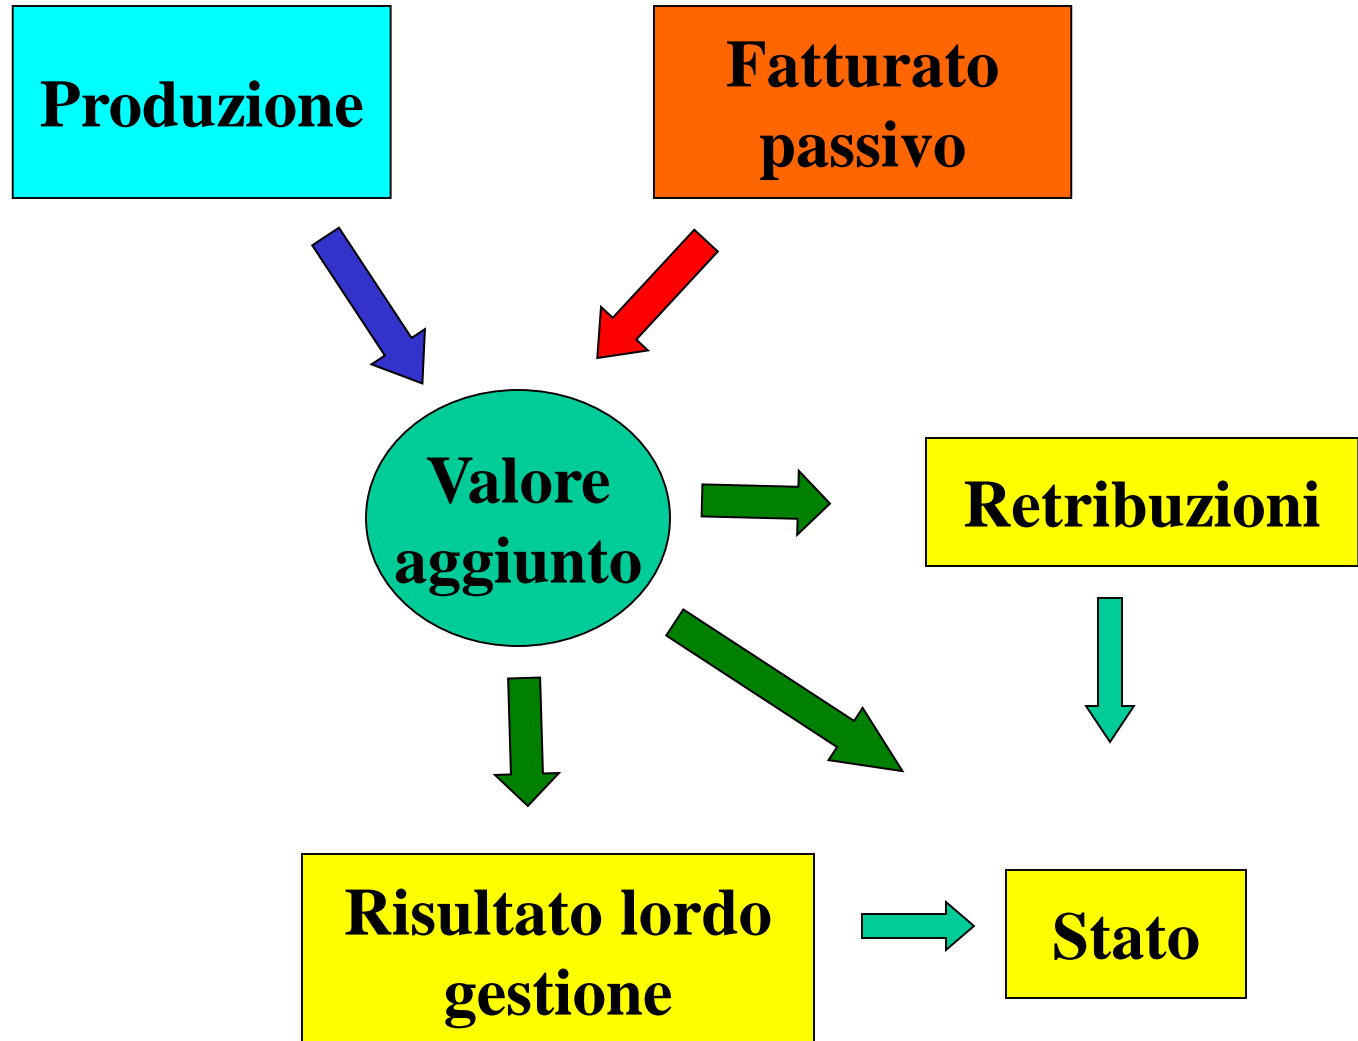 Produzione
Fatturato
passivo
Valore
aggiunto
Retribuzioni
Risultato lordo
gestione
Stato